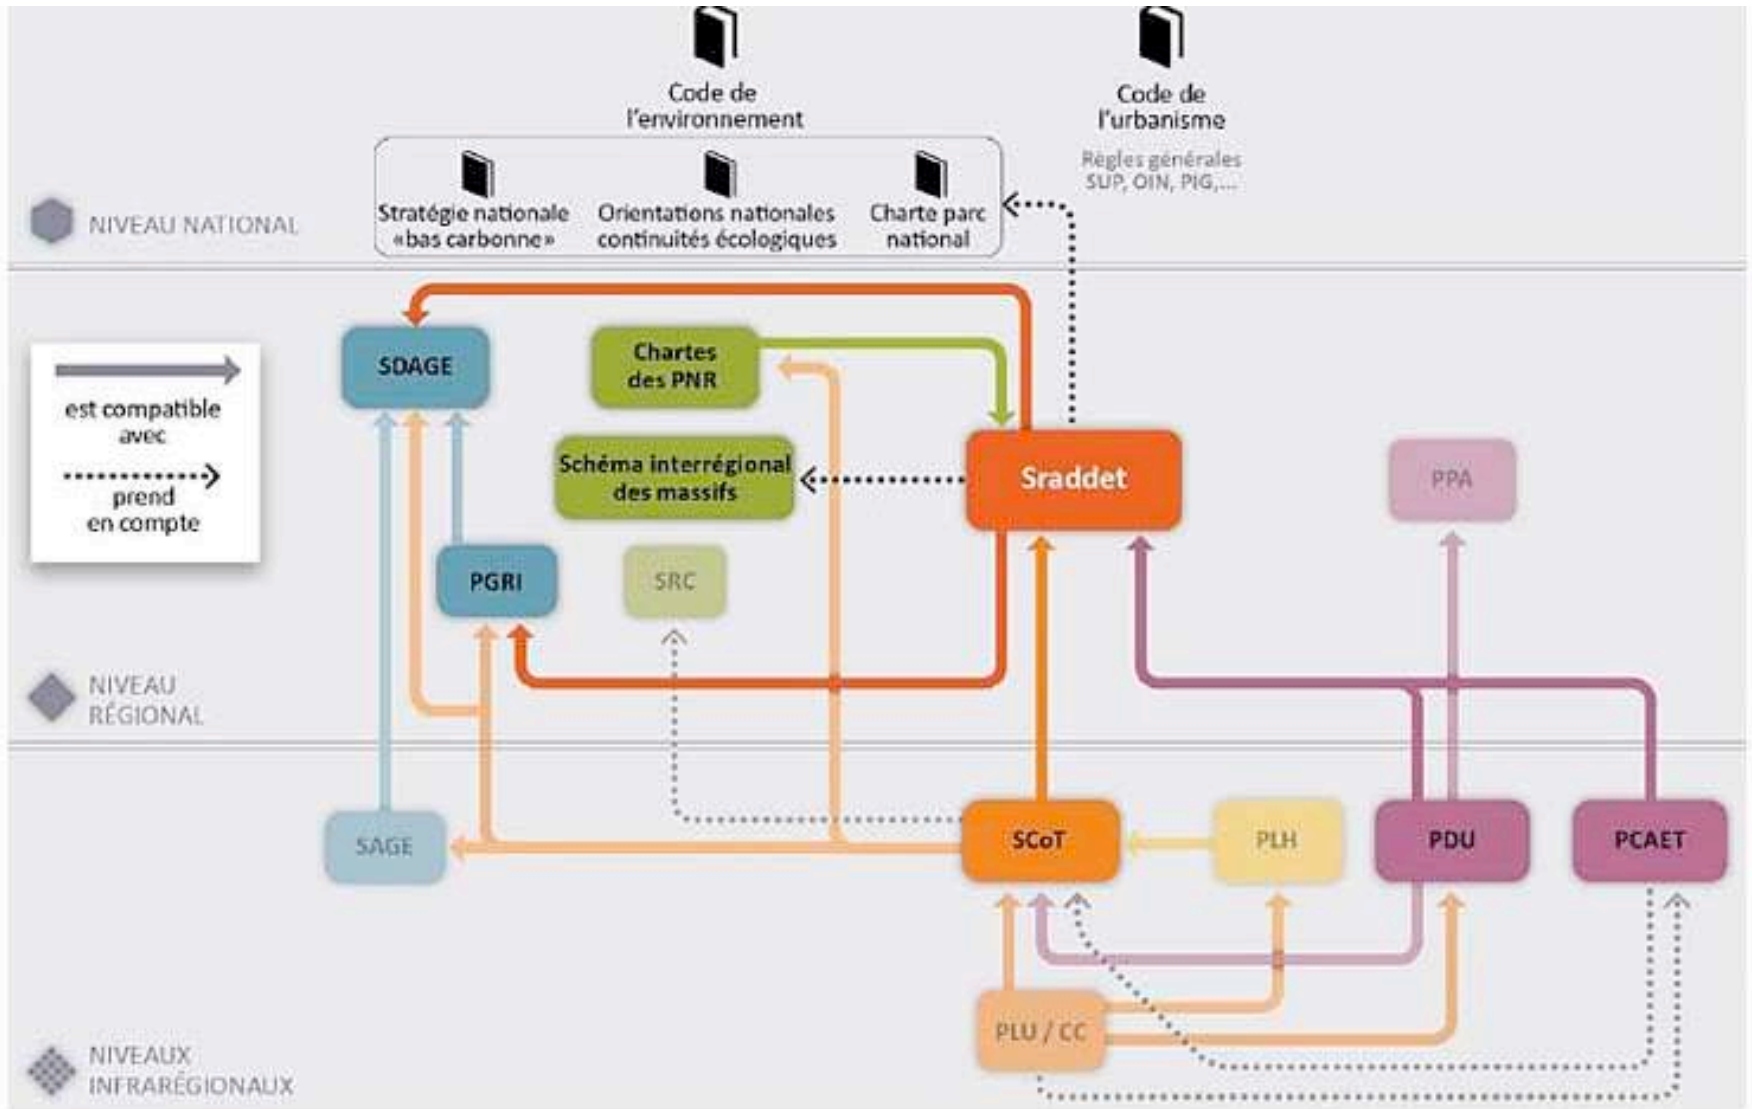 Code de
l'environnement
Code de
l'urbanisme
Règles générales
SUP, OIN, PIG,...
Stratégie nationale
«bas carbonne»
Orientations nationales
continuités écologiques
Charte parc
national
NIVEAU NATIONAL
SDAGE
Chartes
des PNR
est compatible
avec
prend
en compte
Schéma interrégional
des massifs
Sraddet
PPA
PGRI
SRC
NIVEAU
RÉGIONAL
SAGE
SCoT
PLH
PDU
PCAET
PLU / CC
NIVEAUX
INFRARÉGIONAUX